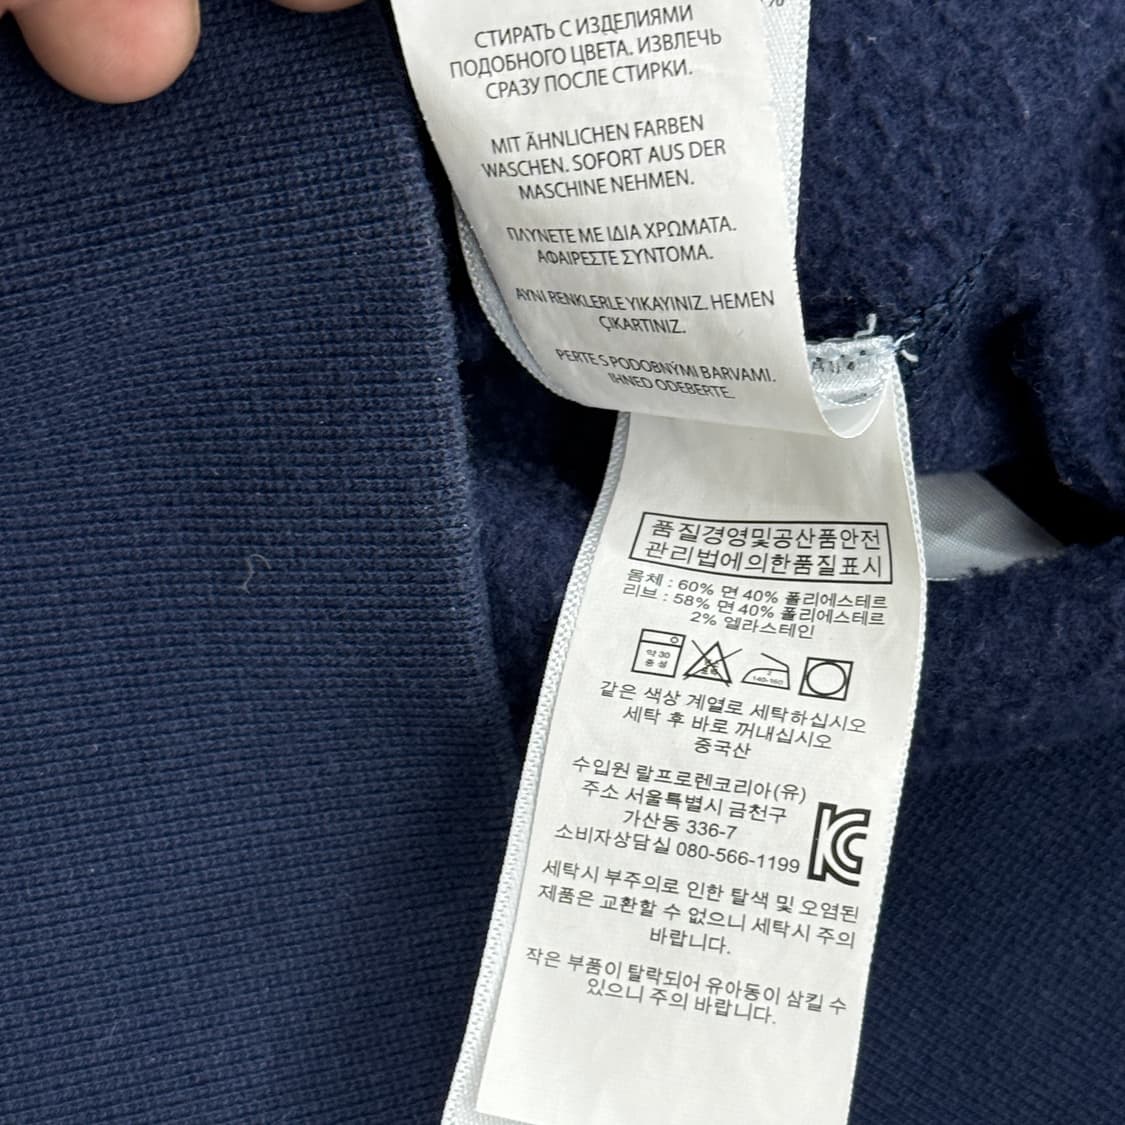 %
СТИРАТЬ С ИЗДЕЛИЯМИ
ПОДОБНОГО ЦВЕТА. ИЗВЛЕЧЬ
СРАЗУ ПОСЛЕ СТИРКИ.
MIT ÄHNLICHEN FARBEN
WASCHEN. SOFORT AUS DER
MASCHINE NEHMEN.
ΠΛΥΝΕΤΕ ΜΕ ΙΔΙΑ ΧΡΩΜΑΤΑ.
ΑΦΑΙΡΕΣΤΕ ΣΥΝΤΟΜΑ.
AYNI RENKLERLE YIKAYINIZ. HEMEN
ÇIKARTINIZ.
PERTE S PODOBNÝMI BARVAMI.
IHNED ODEBERTE.
품질경영및공산품안전
관리법에의한품질표시
몸체 : 60% 면 40% 폴리에스테르
리브 : 58% 면 40% 폴리에스테르
2% 엘라스테인
약 30
중성
2
140-160
같은 색상 계열로 세탁하십시오
세탁 후 바로 꺼내십시오
중국산
수입원 랄프로렌코리아(유)
주소 서울특별시 금천구
가산동 336-7
소비자상담실 080-566-1199
KC
세탁시 부주의로 인한 탈색 및 오염된
제품은 교환할 수 없으니 세탁시 주의
바랍니다.
작은 부품이 탈락되어 유아동이 삼킬 수
있으니 주의 바랍니다.